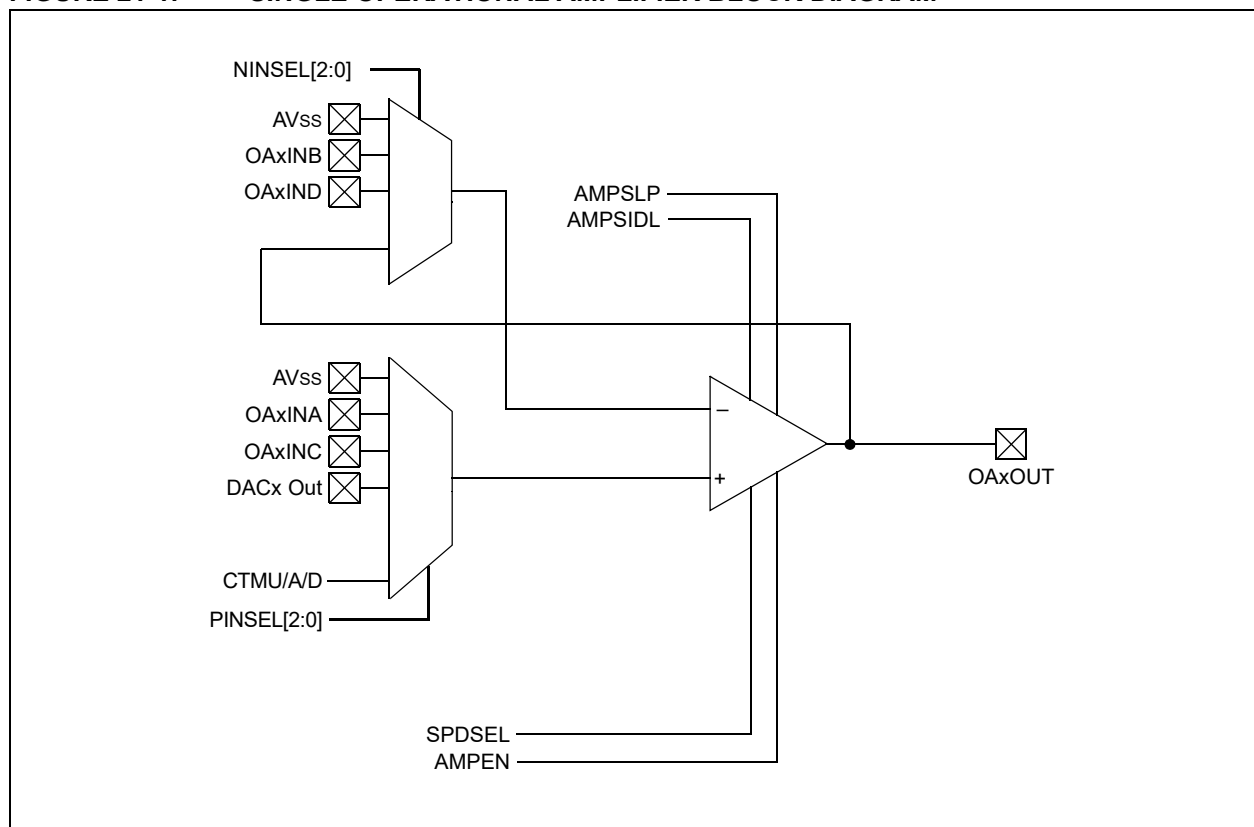 NINSEL[2:0]
AVSS
OAxINB
OAxIND
AMPSLP
AMPSIDL
AVSS
OAxINA
OAxINC
DACx Out
CTMU/A/D
PINSEL[2:0]
–
+
OAxOUT
SPDSEL
AMPEN